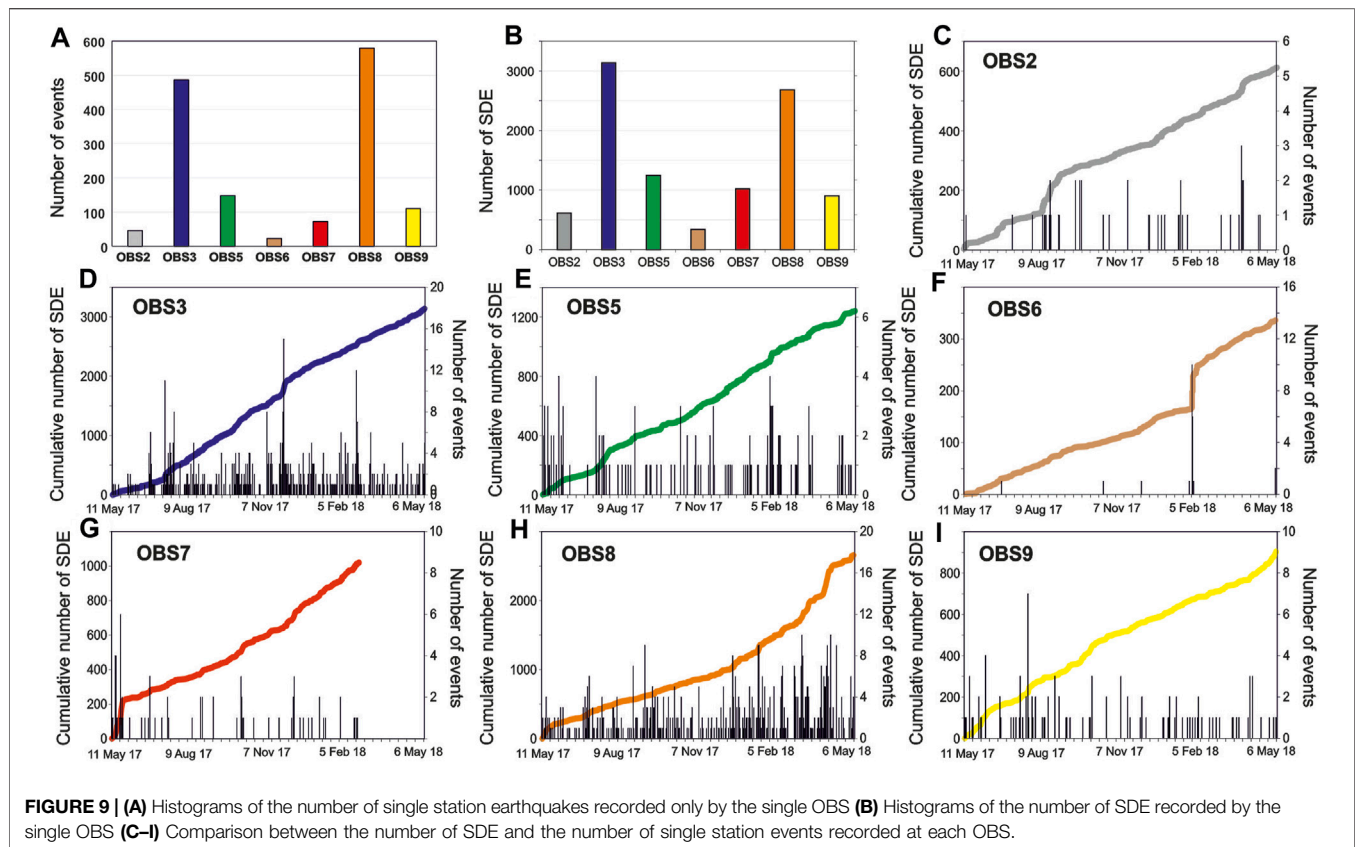 A
Number of events
600
500
400
300
200
100
0
OBS2 OBS3 OBS5 OBS6 OBS7 OBS8 OBS9
B
Number of SDE
3000
2000
1000
0
OBS2 OBS3 OBS5 OBS6 OBS7 OBS8 OBS9
C
OBS2
Cumulative number of SDE
600
400
200
0
Number of events
6
5
4
3
2
1
0
11 May 17 9 Aug 17 7 Nov 17 5 Feb 18 6 May 18
D
OBS3
Cumulative number of SDE
3000
2000
1000
0
Number of events
20
16
12
8
4
0
0
11 May 17 9 Aug 17 7 Nov 17 5 Feb 18 6 May 18
E
OBS5
Cumulative number of SDE
1200
800
400
0
Number of events
6
4
2
0
11 May 17 9 Aug 17 7 Nov 17 5 Feb 18 6 May 18
F
OBS6
Cumulative number of SDE
300
200
100
0
Number of events
16
12
8
4
0
11 May 17 9 Aug 17 7 Nov 17 5 Feb 18 6 May 18
G
OBS7
Cumulative number of SDE
1000
800
600
400
200
0
Number of events
10
8
6
4
2
0
11 May 17 9 Aug 17 7 Nov 17 5 Feb 18 6 May 18
H
OBS8
Cumulative number of SDE
2000
1000
0
Number of events
20
16
12
8
4
0
11 May 17 9 Aug 17 7 Nov 17 5 Feb 18 6 May 18
I
OBS9
Cumulative number of SDE
800
600
400
200
0
Number of events
10
8
6
4
2
0
11 May 17 9 Aug 17 7 Nov 17 5 Feb 18 6 May 18
FIGURE 9 | (A) Histograms of the number of single station earthquakes recorded only by the single OBS (B) Histograms of the number of SDE recorded by the
single OBS (C–I) Comparison between the number of SDE and the number of single station events recorded at each OBS.